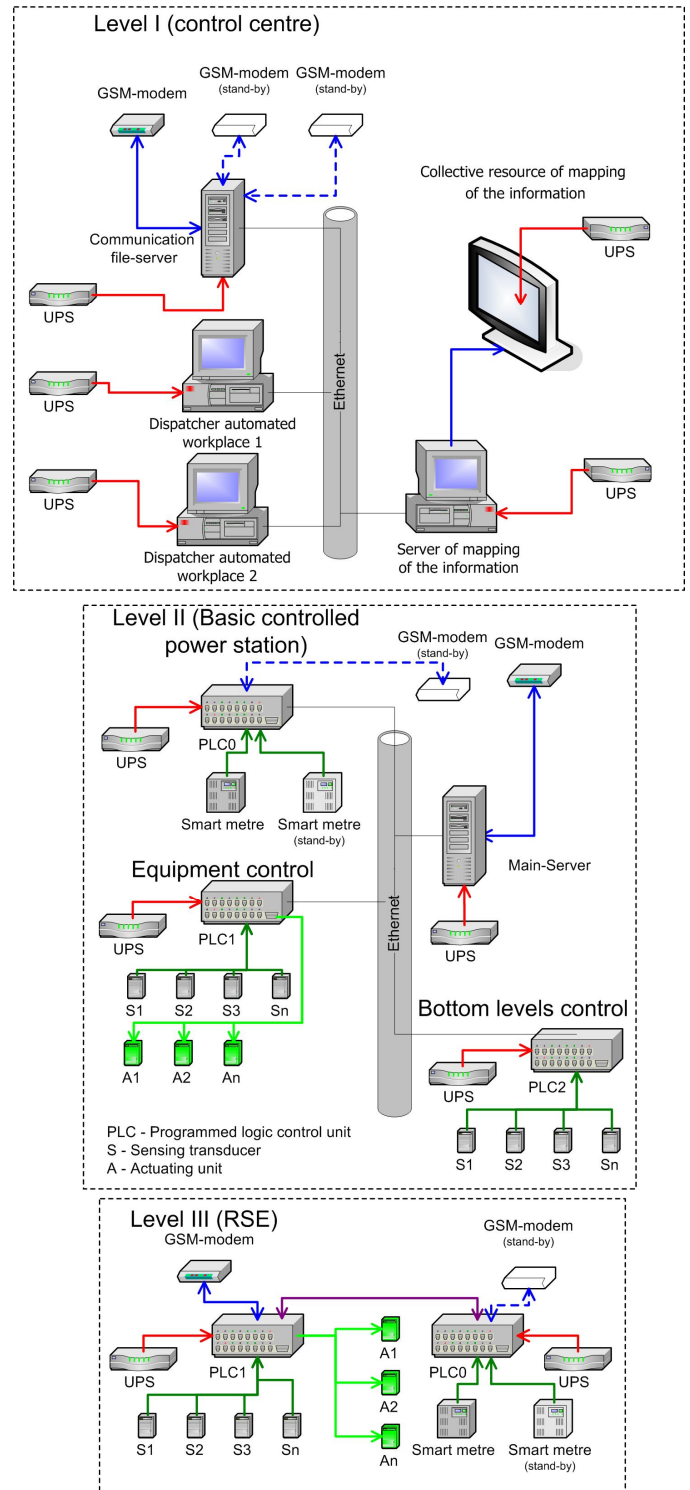 Level I (control centre)
GSM-modem
GSM-modem
(stand-by)
GSM-modem
(stand-by)
Collective resource of mapping
of the information
UPS
Communication
file-server
UPS
UPS
Dispatcher automated
workplace 1
Ethernet
UPS
Dispatcher automated
workplace 2
UPS
Server of mapping
of the information
Level II (Basic controlled
power station)
GSM-modem
(stand-by)
GSM-modem
PLC0
UPS
Smart metre
Smart metre
(stand-by)
Main-Server
Equipment control
PLC1
UPS
Ethernet
UPS
S1
S2
S3
Sn
A1
A2
An
Bottom levels control
PLC2
UPS
S1
S2
S3
Sn
PLC - Programmed logic control unit
S - Sensing transducer
A - Actuating unit
Level III (RSE)
GSM-modem
GSM-modem
(stand-by)
PLC1
UPS
A1
PLC0
UPS
A2
S1
S2
S3
Sn
An
Smart metre
Smart metre
(stand-by)